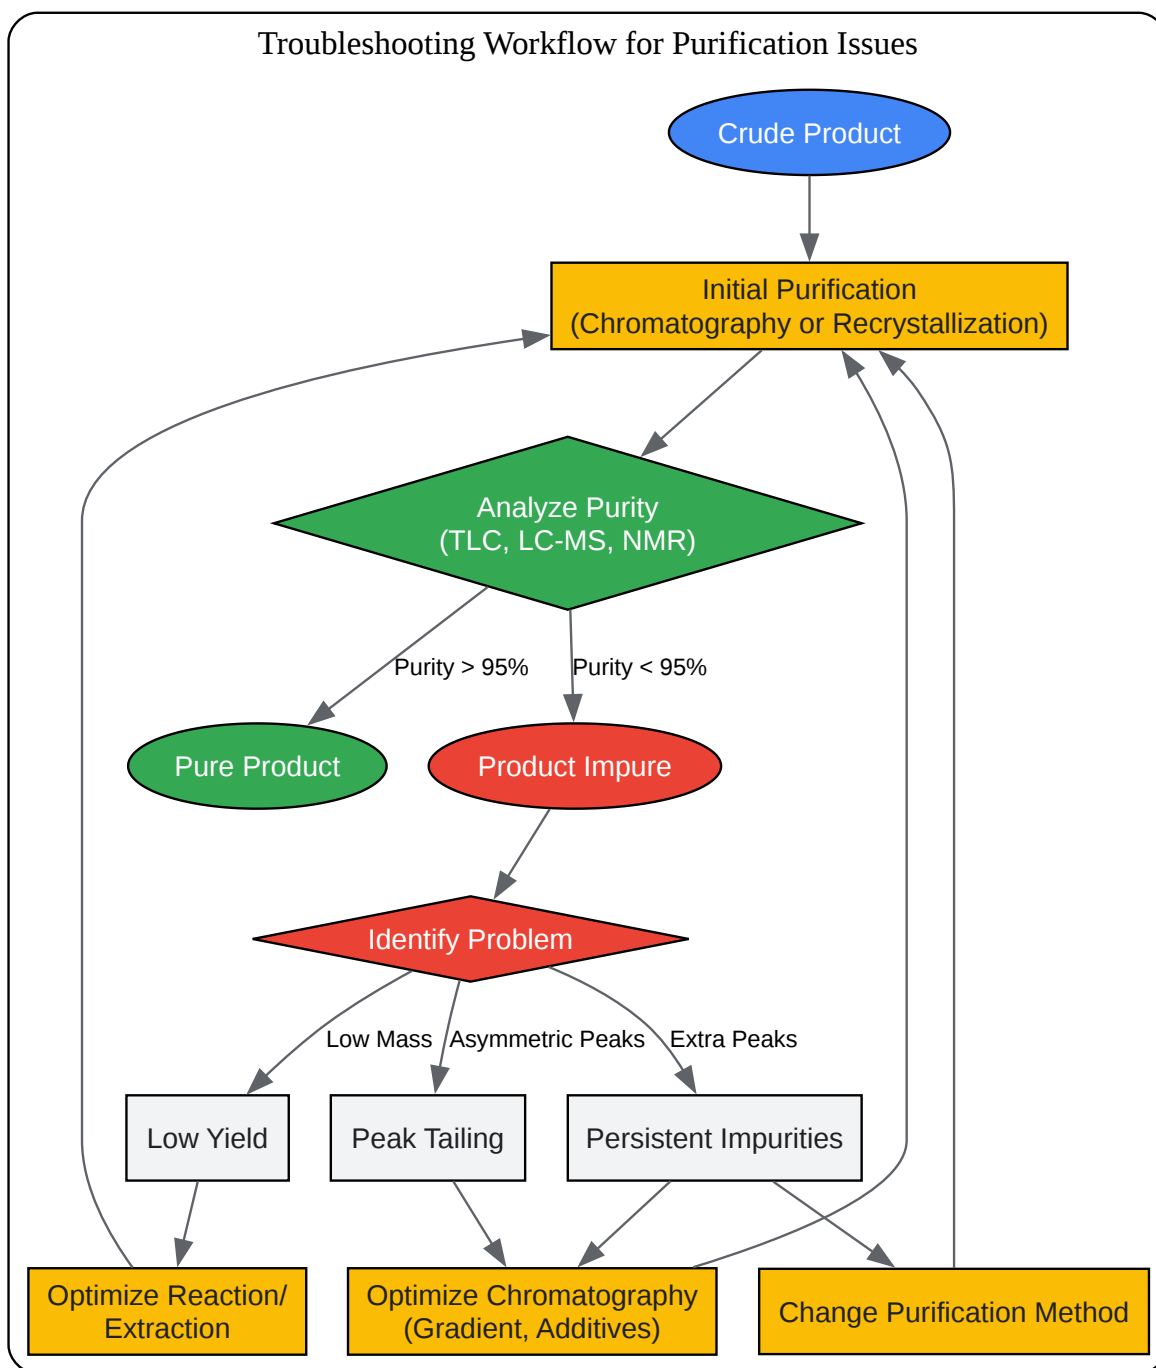 Troubleshooting Workflow for Purification Issues
Crude Product
Initial Purification
(Chromatography or Recrystallization)
Analyze Purity
(TLC, LC-MS, NMR)
Purity > 95%
Purity < 95%
Pure Product
Product Impure
Identify Problem
Low Mass
Asymmetric Peaks
Extra Peaks
Low Yield
Peak Tailing
Persistent Impurities
Optimize Reaction/
Extraction
Optimize Chromatography
(Gradient, Additives)
Change Purification Method